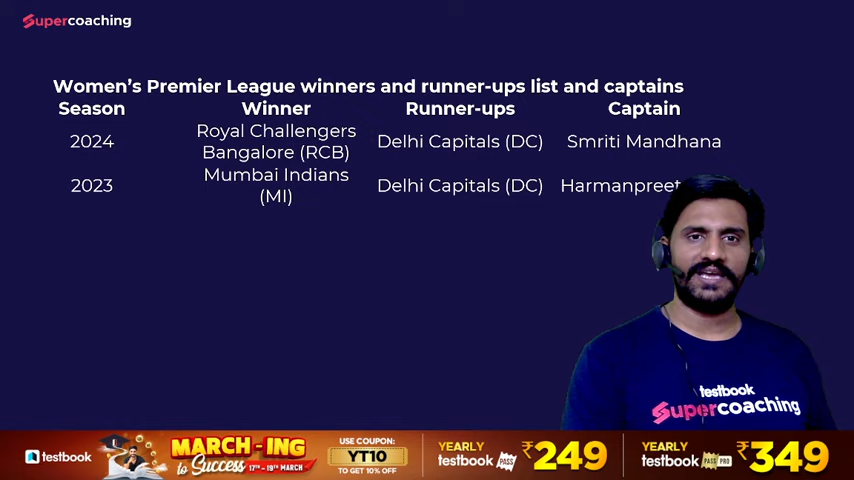 Supercoaching
Women's Premier League winners and runner-ups list and captains
Season Winner Runner-ups Captain
2024 Royal Challengers Bangalore (RCB) Delhi Capitals (DC) Smriti Mandhana
2023 Mumbai Indians (MI) Delhi Capitals (DC) Harmanpreet
testbook
Supercoaching
testbook
MARCH-ING
to Success
17TH - 19TH MARCH
USE COUPON:
YT10
TO GET 10% OFF
YEARLY
testbook PASS
₹249
YEARLY
testbook PASS PRO
₹349